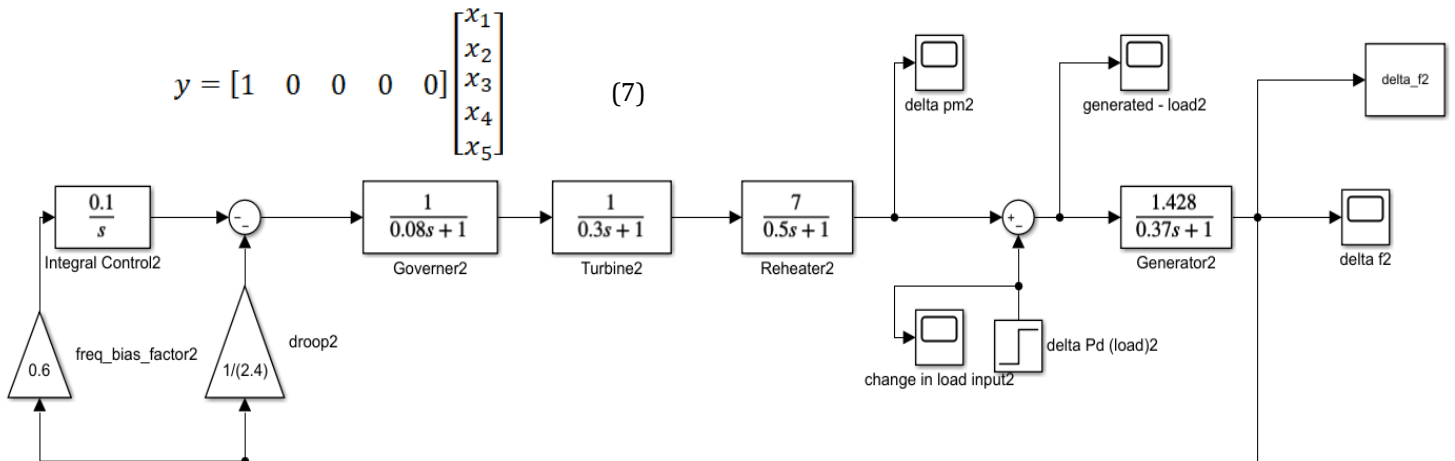 y = [1 0 0 0 0] [x₁ x₂ x₃ x₄ x₅]
(7)
delta pm2
generated - load2
delta_f2
0.1
s
Integral Control2
−
−
1
0.08s + 1
Governer2
1
0.3s + 1
Turbine2
7
0.5s + 1
Reheater2
+
−
1.428
0.37s + 1
Generator2
delta f2
0.6
freq_bias_factor2
1/(2.4)
droop2
change in load input2
delta Pd (load)2